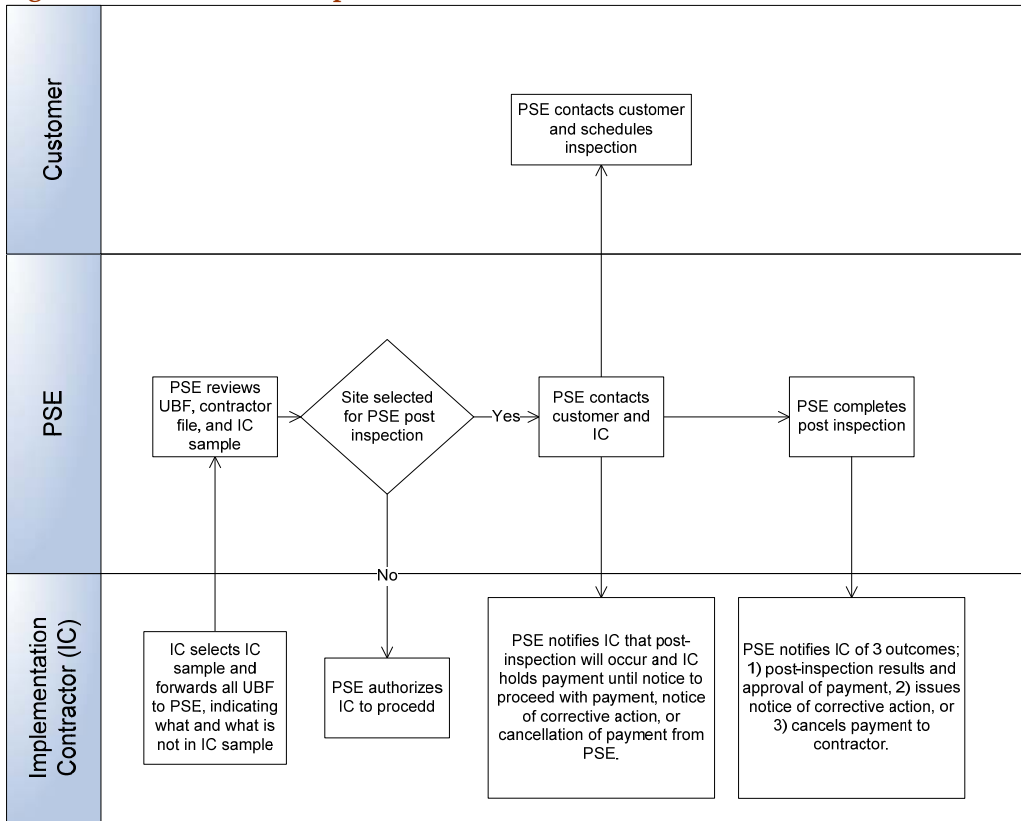 Customer
PSE contacts customer
and schedules
inspection
PSE
PSE reviews
UBF, contractor
file, and IC
sample
Site selected
for PSE post
inspection
Yes
PSE contacts
customer and
IC
PSE completes
post inspection
No
Implementation
Contractor (IC)
IC selects IC
sample and
forwards all UBF
to PSE, indicating
what and what is
not in IC sample
PSE authorizes
IC to procedd
PSE notifies IC that post-
inspection will occur and IC
holds payment until notice to
proceed with payment, notice
of corrective action, or
cancellation of payment from
PSE.
PSE notifies IC of 3 outcomes;
1) post-inspection results and
approval of payment, 2) issues
notice of corrective action, or
3) cancels payment to
contractor.